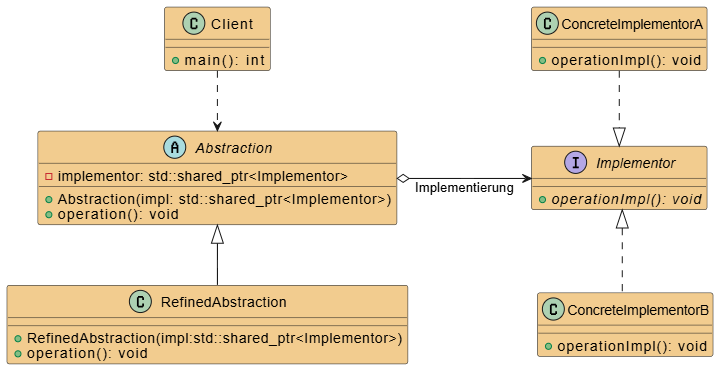 C Client
main(): int
C ConcreteImplementorA
operationImpl(): void
A Abstraction
implementor: std::shared_ptr<Implementor>
Abstraction(impl: std::shared_ptr<Implementor>)
operation(): void
Implementierung
I Implementor
operationImpl(): void
C RefinedAbstraction
RefinedAbstraction(impl:std::shared_ptr<Implementor>)
operation(): void
C ConcreteImplementorB
operationImpl(): void